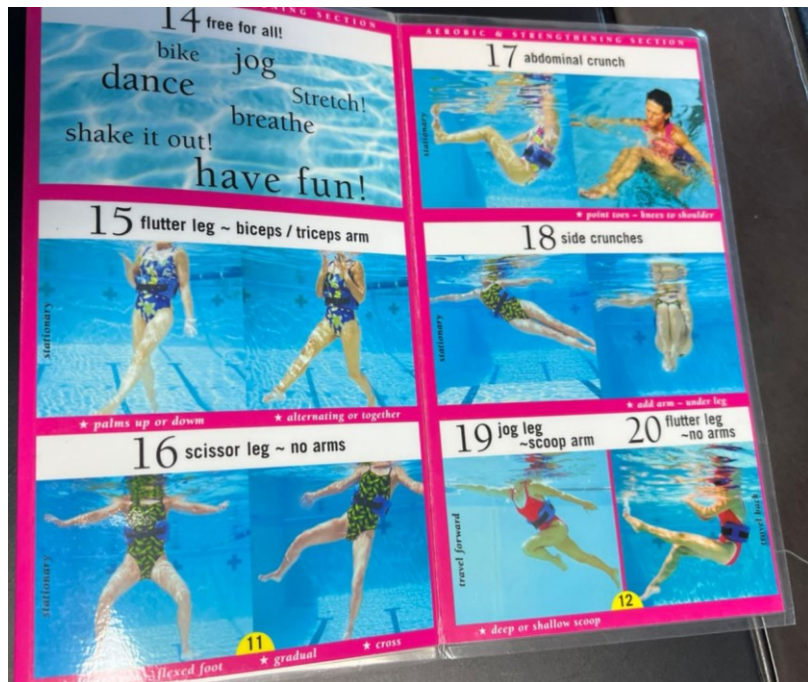 NING SECTION
14 free for all!
bike jog
dance
Stretch!
breathe
shake it out!
have fun!
15 flutter leg ~ biceps / triceps arm
stationary
★ palms up or dowm
★ alternating or together
16 scissor leg ~ no arms
stationary
flexed foot
★ gradual
★ cross
11
AEROBIC & STRENGTHENING SECTION
17 abdominal crunch
stationary
★ point toes ~ knees to shoulder
18 side crunches
stationary
★ add arm ~ under leg
19 jog leg
~scoop arm
travel forward
20 flutter leg
~no arms
travel back
★ deep or shallow scoop
12